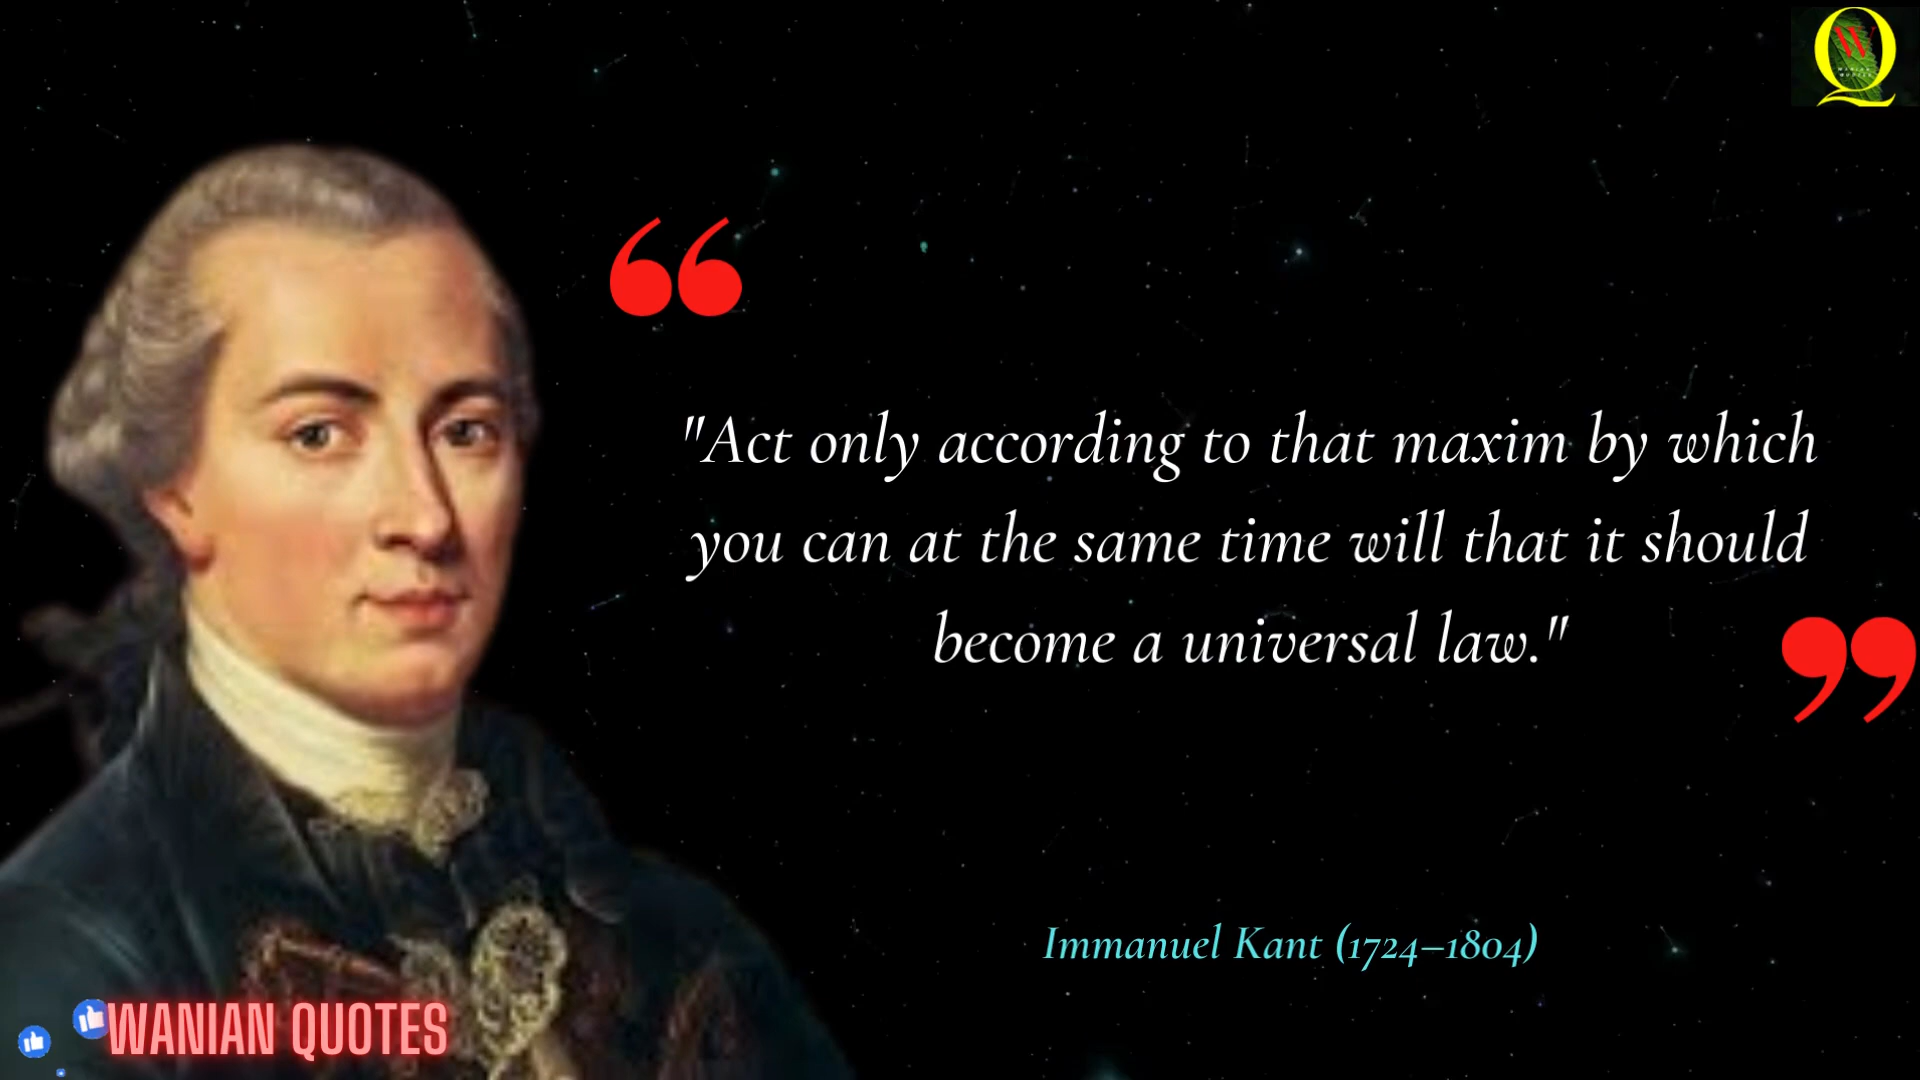 "Act only according to that maxim by which
you can at the same time will that it should
become a universal law."
Immanuel Kant (1724–1804)
WANIAN QUOTES